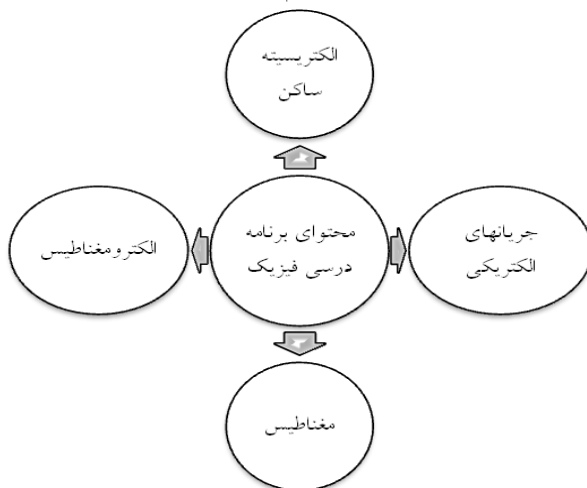 الکتریسیته
ساکن
محتوای برنامه
درسی فیزیک
جریانهای
الکتریکی
الکترومغناطیس
مغناطیس